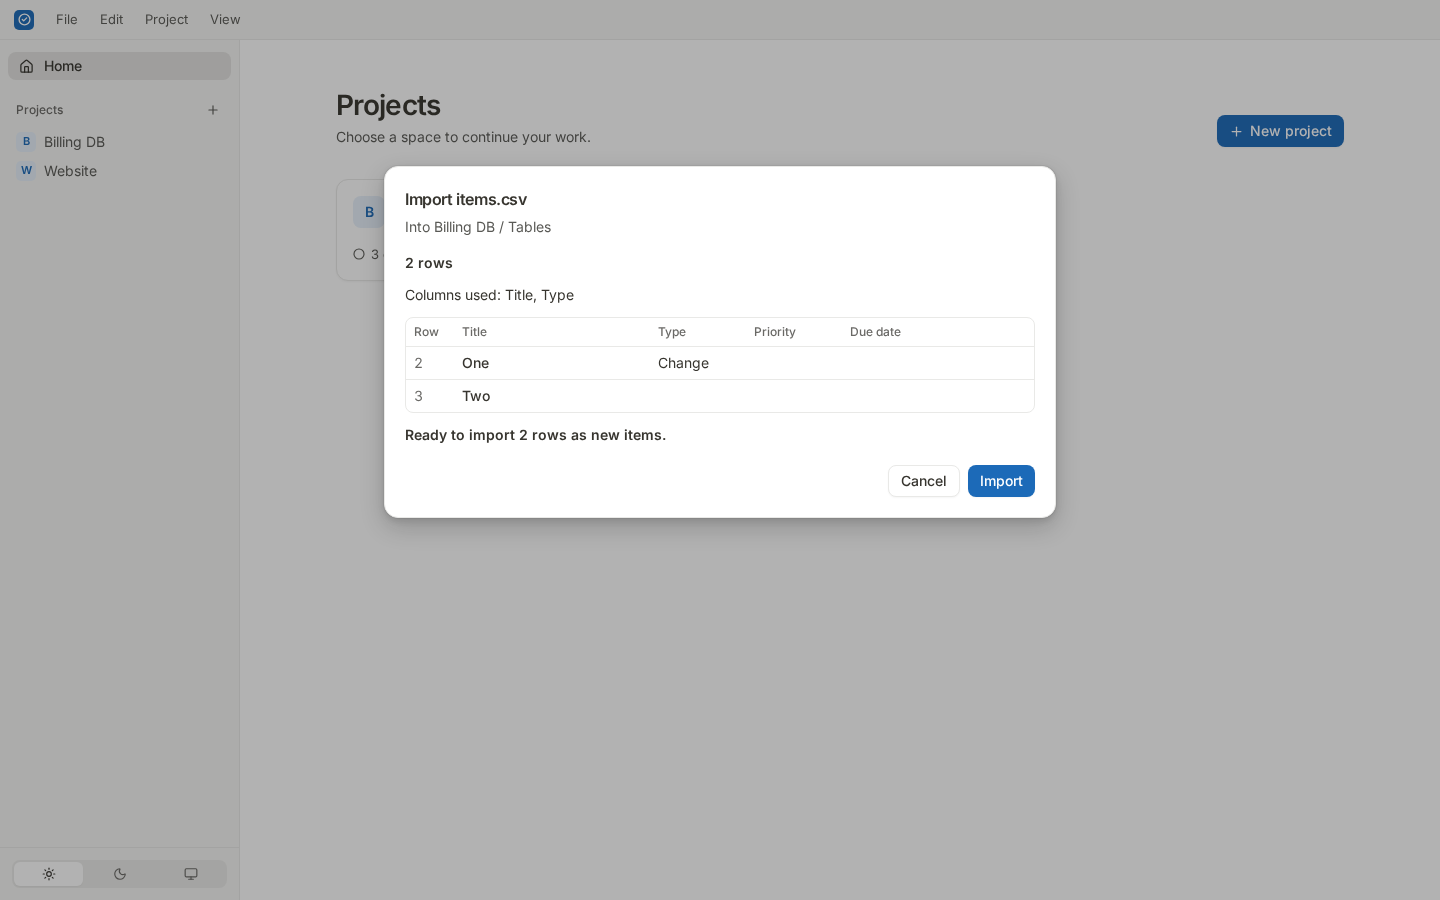 File Edit Project View
Home
Projects
B Billing DB
W Website
Projects
Choose a space to continue your work.
New project
B
3
Import items.csv
Into Billing DB / Tables
2 rows
Columns used: Title, Type
Row Title Type Priority Due date
2 One Change
3 Two
Ready to import 2 rows as new items.
Cancel Import